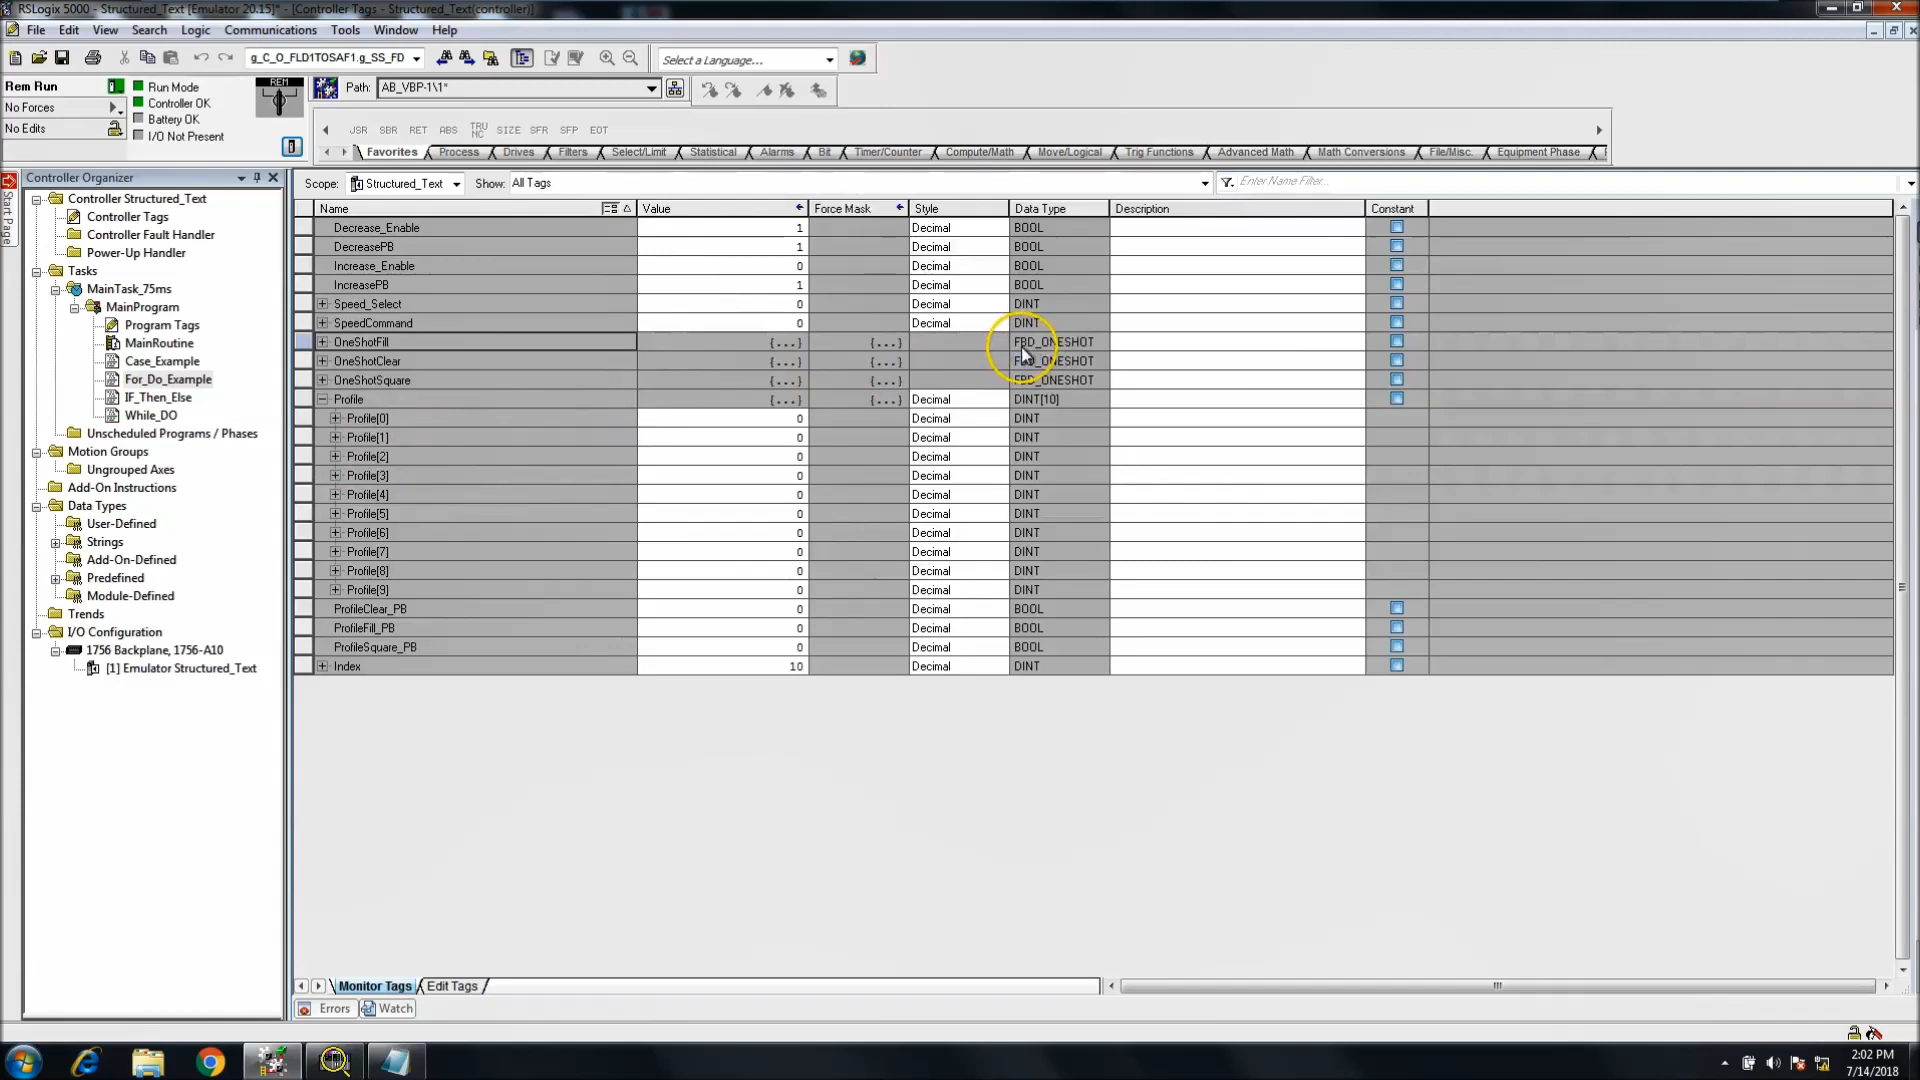 RSLogix 5000 - Structured_Text [Emulator 20.15]* - [Controller Tags - Structured_Text(controller)]
File Edit View Search Logic Communications Tools Window Help
g_C_O_FLD1TOSAF1.g_SS_FD
Select a Language...
Rem Run
No Forces
No Edits
Run Mode
Controller OK
Battery OK
I/O Not Present
REM
Path: AB_VBP-1\1*
JSR SBR RET ABS TRUNC SIZE SFR SFP EOT
Favorites Process Drives Filters Select/Limit Statistical Alarms Bit Timer/Counter Compute/Math Move/Logical Trig Functions Advanced Math Math Conversions File/Misc. Equipment Phase
Start Page
Controller Organizer
Controller Structured_Text
Controller Tags
Controller Fault Handler
Power-Up Handler
Tasks
MainTask_75ms
MainProgram
Program Tags
MainRoutine
Case_Example
For_Do_Example
IF_Then_Else
While_DO
Unscheduled Programs / Phases
Motion Groups
Ungrouped Axes
Add-On Instructions
Data Types
User-Defined
Strings
Add-On-Defined
Predefined
Module-Defined
Trends
I/O Configuration
1756 Backplane, 1756-A10
[1] Emulator Structured_Text
Scope: Structured_Text Show: All Tags Enter Name Filter...
Name Value Force Mask Style Data Type Description Constant
Decrease_Enable 1 Decimal BOOL
DecreasePB 1 Decimal BOOL
Increase_Enable 0 Decimal BOOL
IncreasePB 1 Decimal BOOL
Speed_Select 0 Decimal DINT
SpeedCommand 0 Decimal DINT
OneShotFill {...} {...} FBD_ONESHOT
OneShotClear {...} {...} FBD_ONESHOT
OneShotSquare {...} {...} FBD_ONESHOT
Profile {...} {...} Decimal DINT[10]
Profile[0] 0 Decimal DINT
Profile[1] 0 Decimal DINT
Profile[2] 0 Decimal DINT
Profile[3] 0 Decimal DINT
Profile[4] 0 Decimal DINT
Profile[5] 0 Decimal DINT
Profile[6] 0 Decimal DINT
Profile[7] 0 Decimal DINT
Profile[8] 0 Decimal DINT
Profile[9] 0 Decimal DINT
ProfileClear_PB 0 Decimal BOOL
ProfileFill_PB 0 Decimal BOOL
ProfileSquare_PB 0 Decimal BOOL
Index 10 Decimal DINT
Monitor Tags Edit Tags
Errors Watch
2:02 PM
7/14/2018